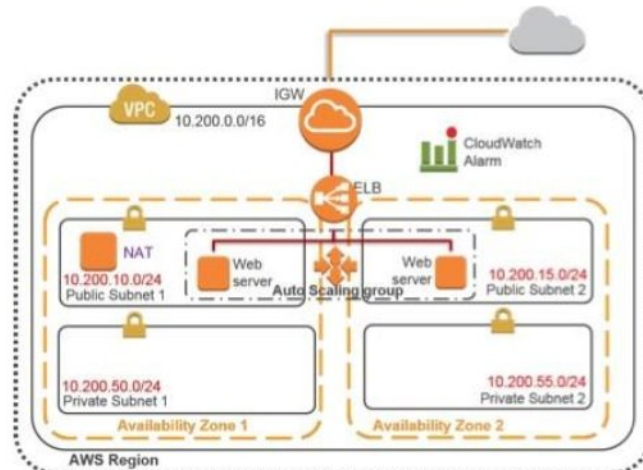 IGW
VPC
10.200.0.0/16
CloudWatch
Alarm
ELB
NAT
10.200.10.0/24
Public Subnet 1
Web
server
Web
server
10.200.15.0/24
Public Subnet 2
Auto Scaling group
10.200.50.0/24
Private Subnet 1
10.200.55.0/24
Private Subnet 2
Availability Zone 1
Availability Zone 2
AWS Region